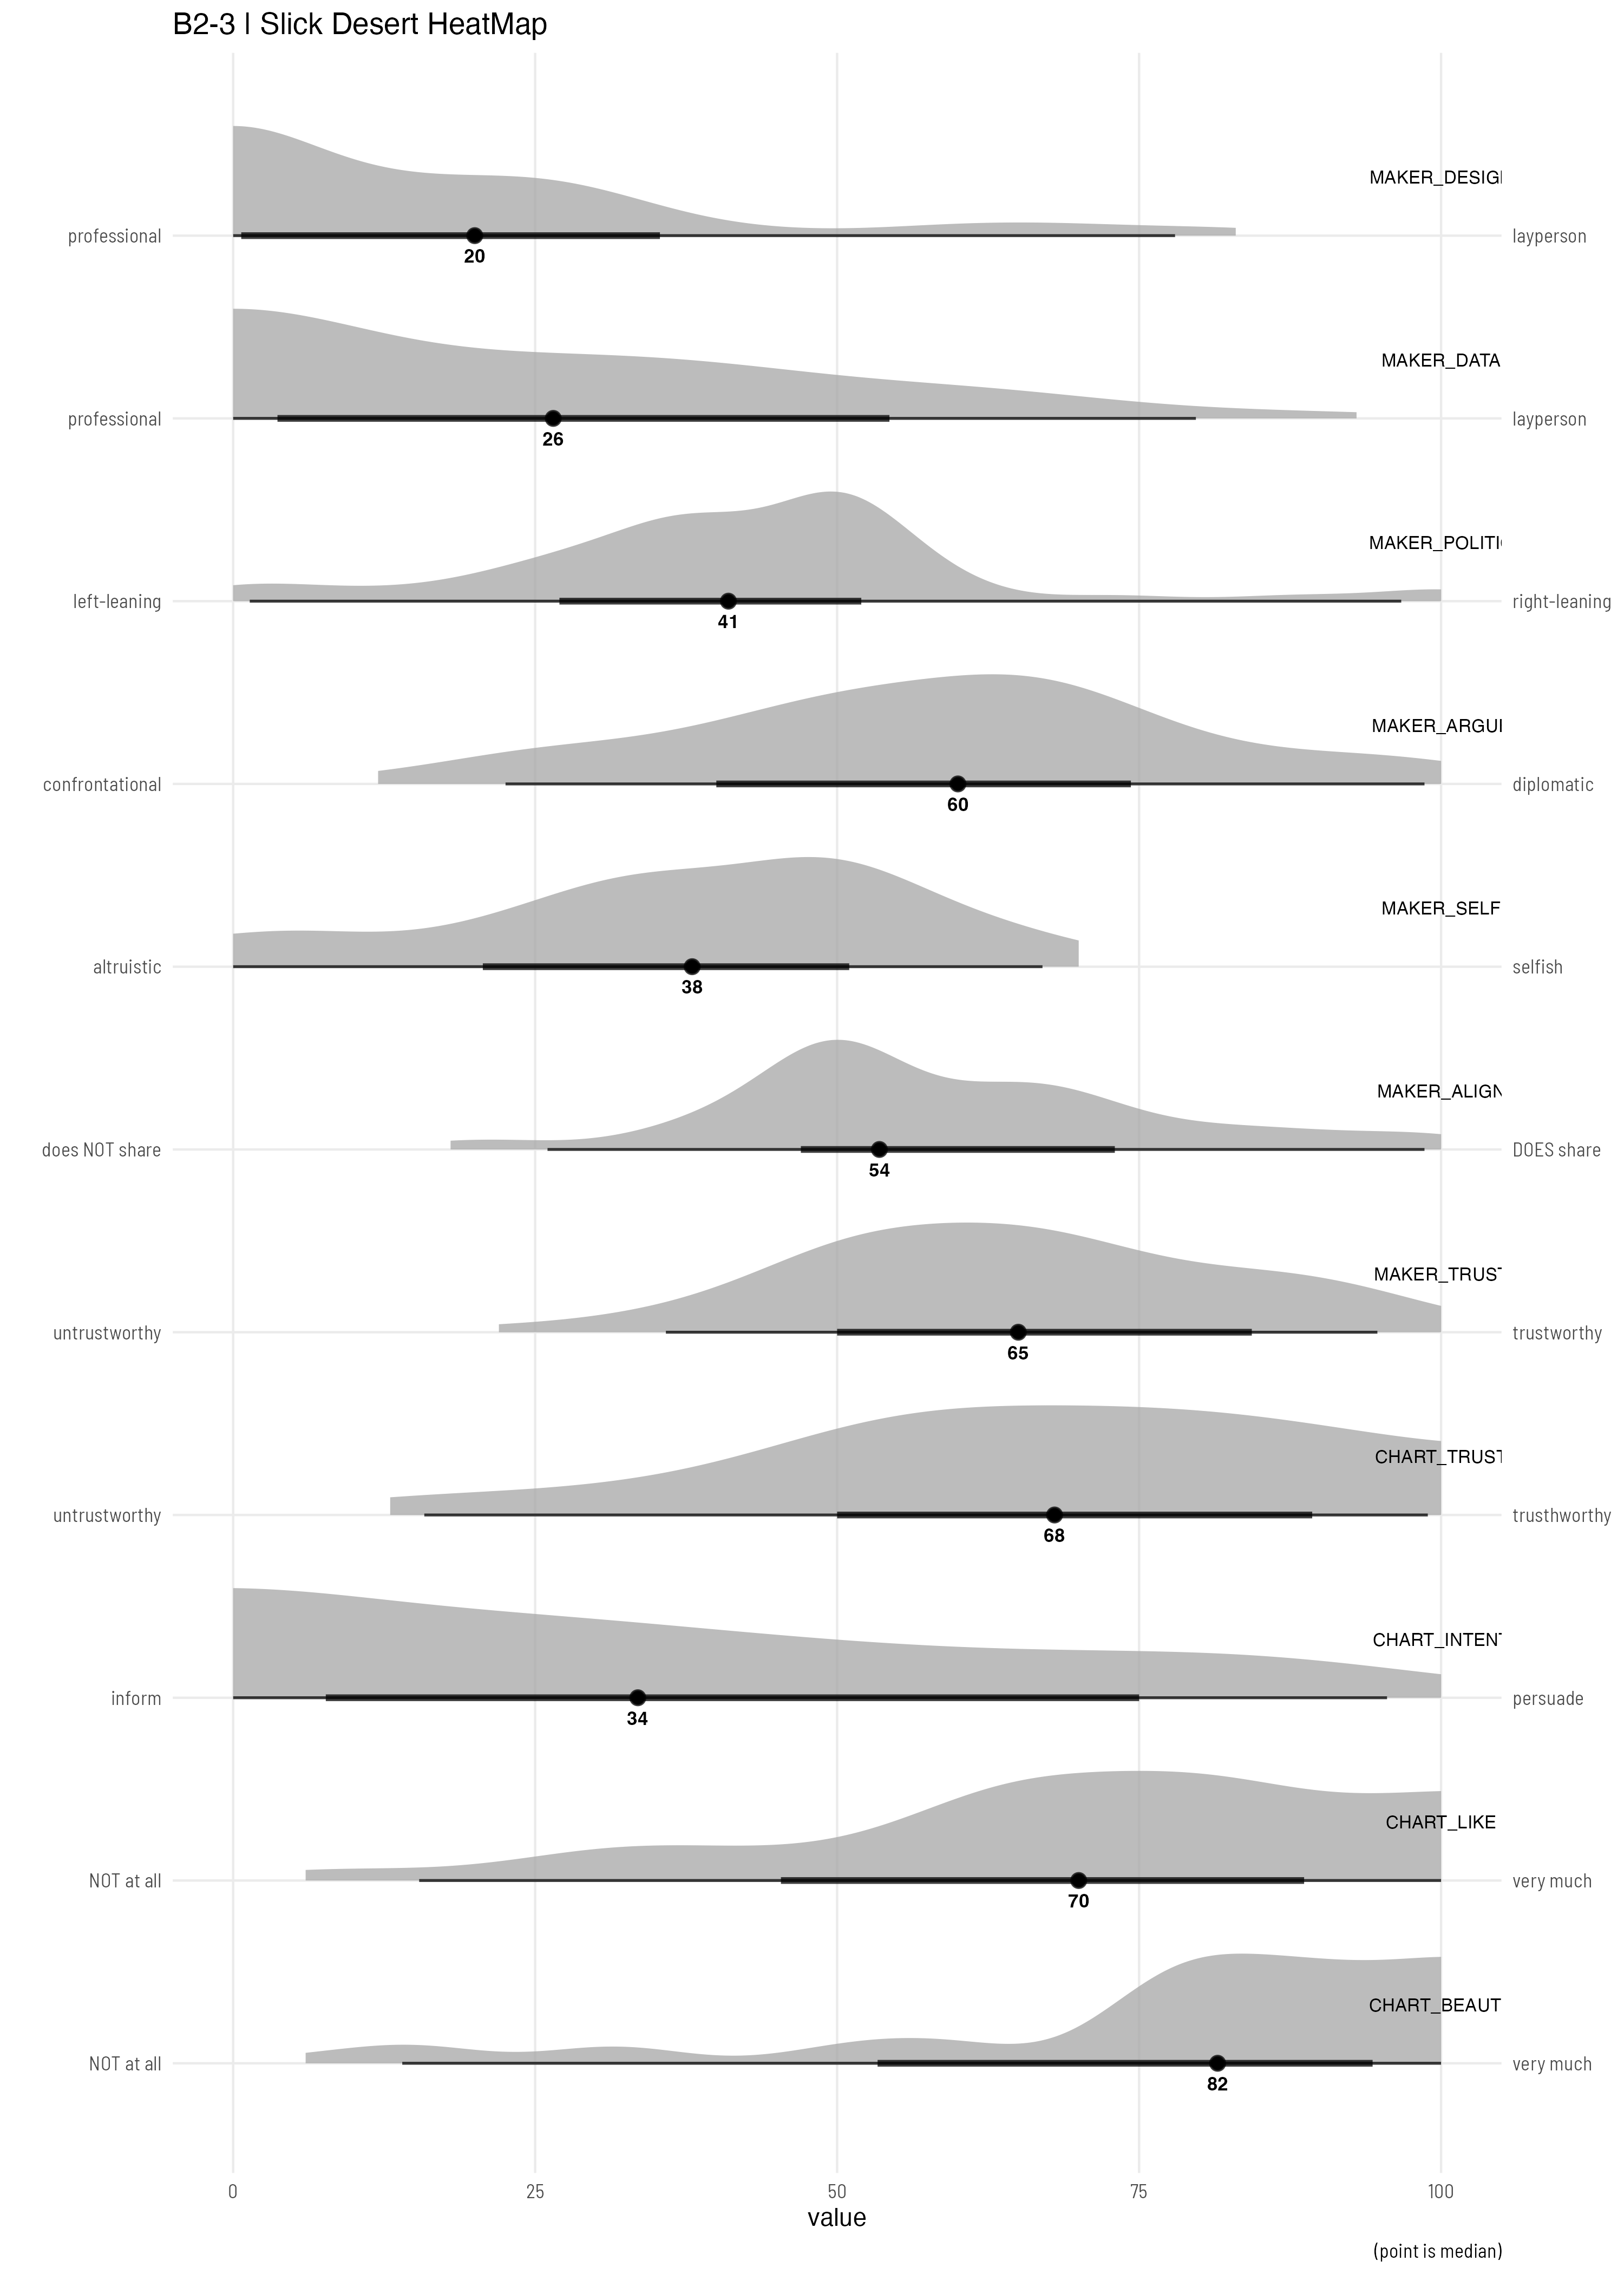 B2-3 | Slick Desert HeatMap
MAKER_DESIG
professional layperson
20
MAKER_DATA
professional layperson
26
MAKER_POLITI
left-leaning right-leaning
41
MAKER_ARGU
confrontational diplomatic
60
MAKER_SELF
altruistic selfish
38
MAKER_ALIGN
does NOT share DOES share
54
MAKER_TRUST
untrustworthy trustworthy
65
CHART_TRUST
untrustworthy trusthworthy
68
CHART_INTENT
inform persuade
34
CHART_LIKE
NOT at all very much
70
CHART_BEAUT
NOT at all very much
82
0 25 50 75 100
value
(point is median)